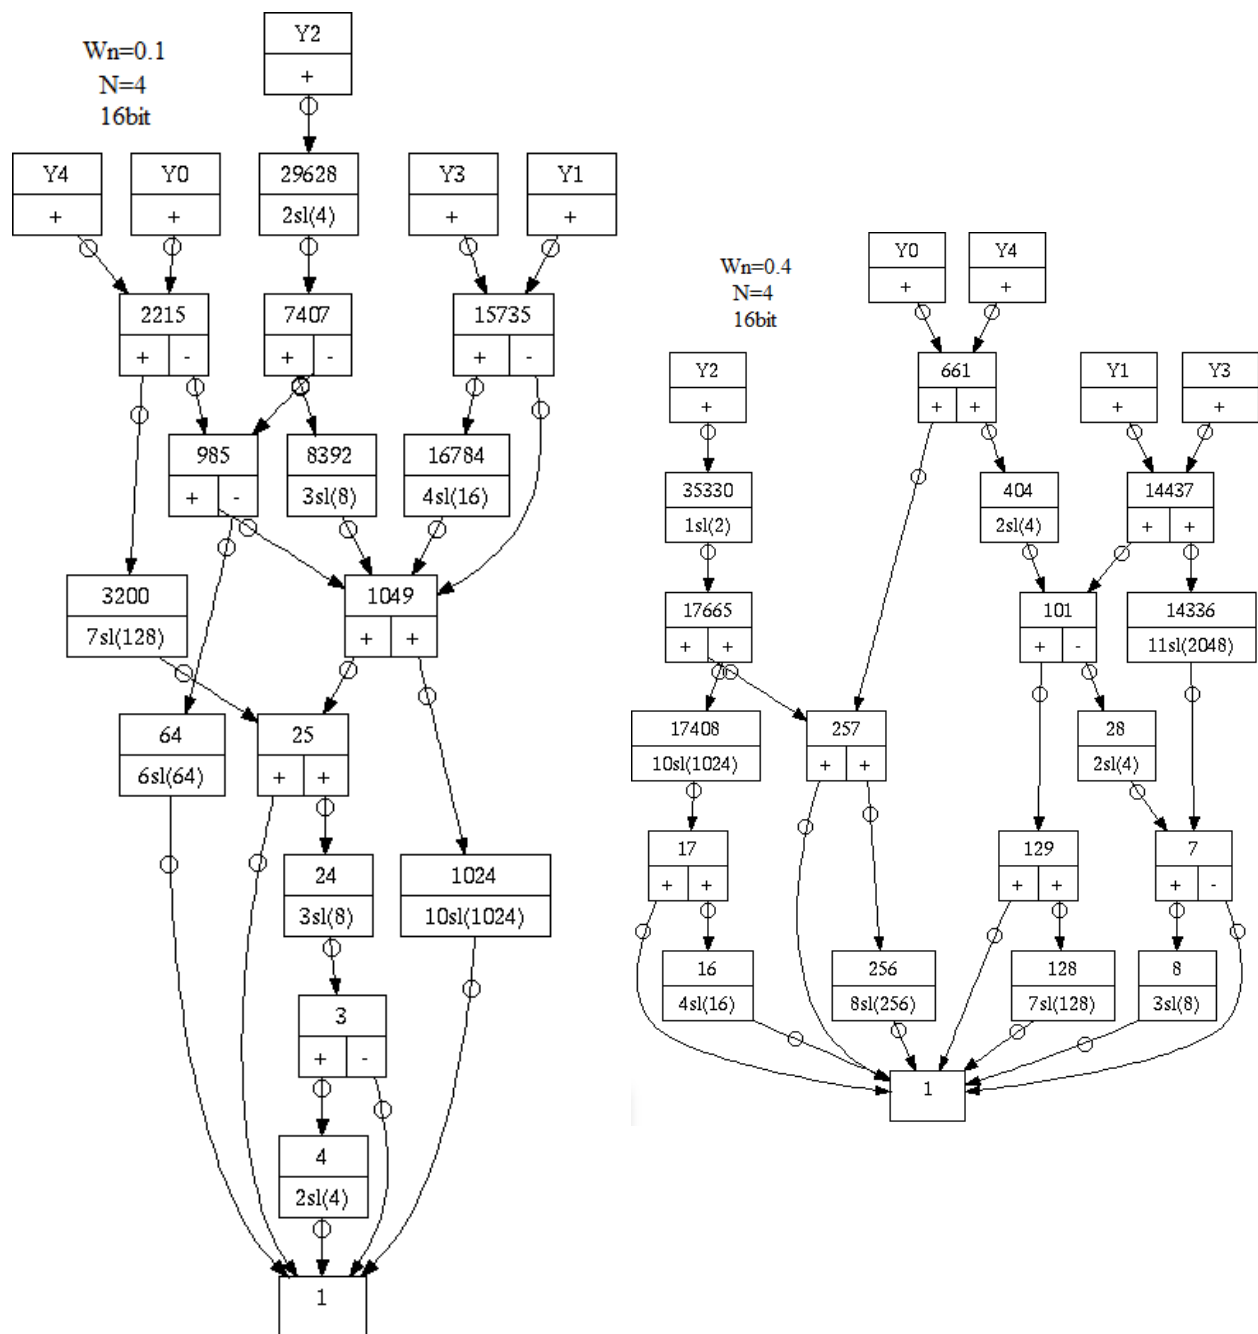 Wn=0.1
N=4
16bit
Y2
+
Y4
+
Y0
+
29628
2sl(4)
Y3
+
Y1
+
2215
+ -
7407
+ -
15735
+ -
985
+ -
8392
3sl(8)
16784
4sl(16)
3200
7sl(128)
1049
+ +
64
6sl(64)
25
+ +
24
3sl(8)
1024
10sl(1024)
3
+ -
4
2sl(4)
1
Wn=0.4
N=4
16bit
Y0
+
Y4
+
Y2
+
661
+ +
Y1
+
Y3
+
35330
1sl(2)
404
2sl(4)
14437
+ +
17665
+ +
101
+ -
14336
11sl(2048)
17408
10sl(1024)
257
+ +
28
2sl(4)
17
+ +
129
+ +
7
+ -
16
4sl(16)
256
8sl(256)
128
7sl(128)
8
3sl(8)
1